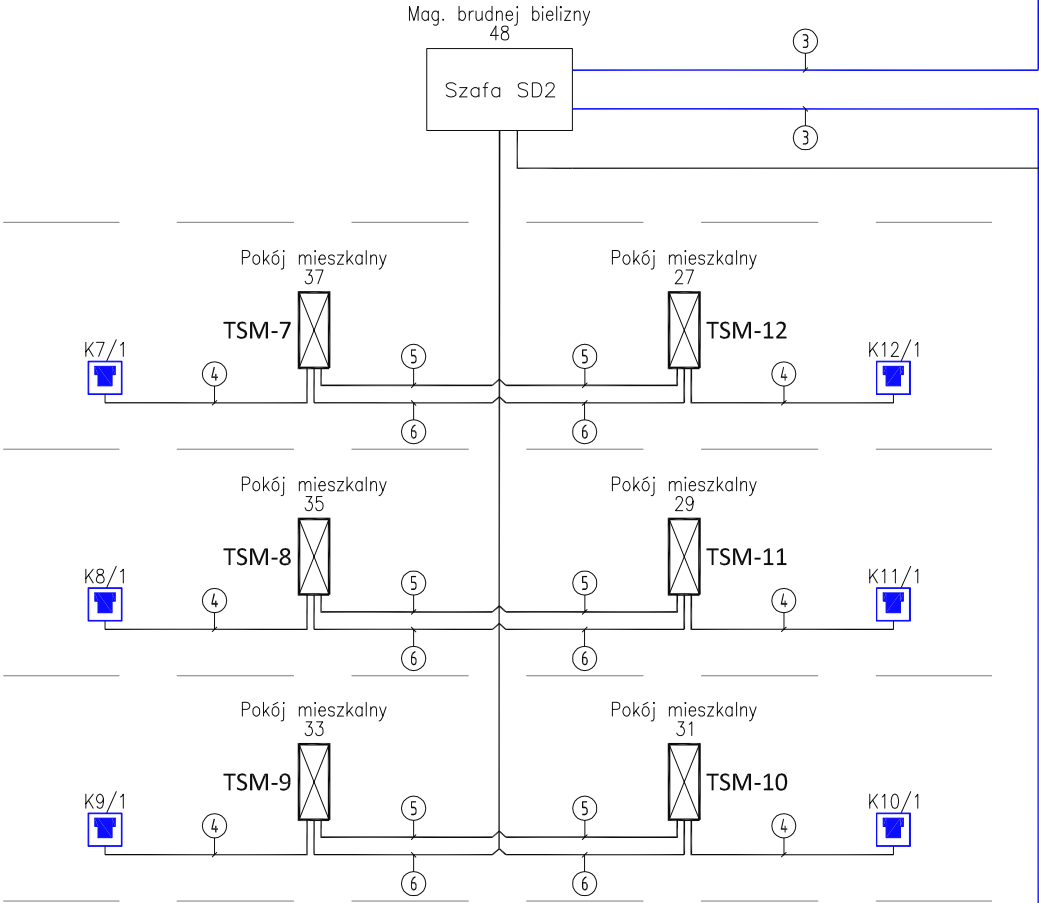 Mag. brudnej bielizny
48
Szafa SD2
3
3
Pokój mieszkalny
37
TSM-7
K7/1
4
5
6
Pokój mieszkalny
27
TSM-12
K12/1
5
4
6
Pokój mieszkalny
35
TSM-8
K8/1
4
5
6
Pokój mieszkalny
29
TSM-11
K11/1
5
4
6
Pokój mieszkalny
33
TSM-9
K9/1
4
5
6
Pokój mieszkalny
31
TSM-10
K10/1
5
4
6